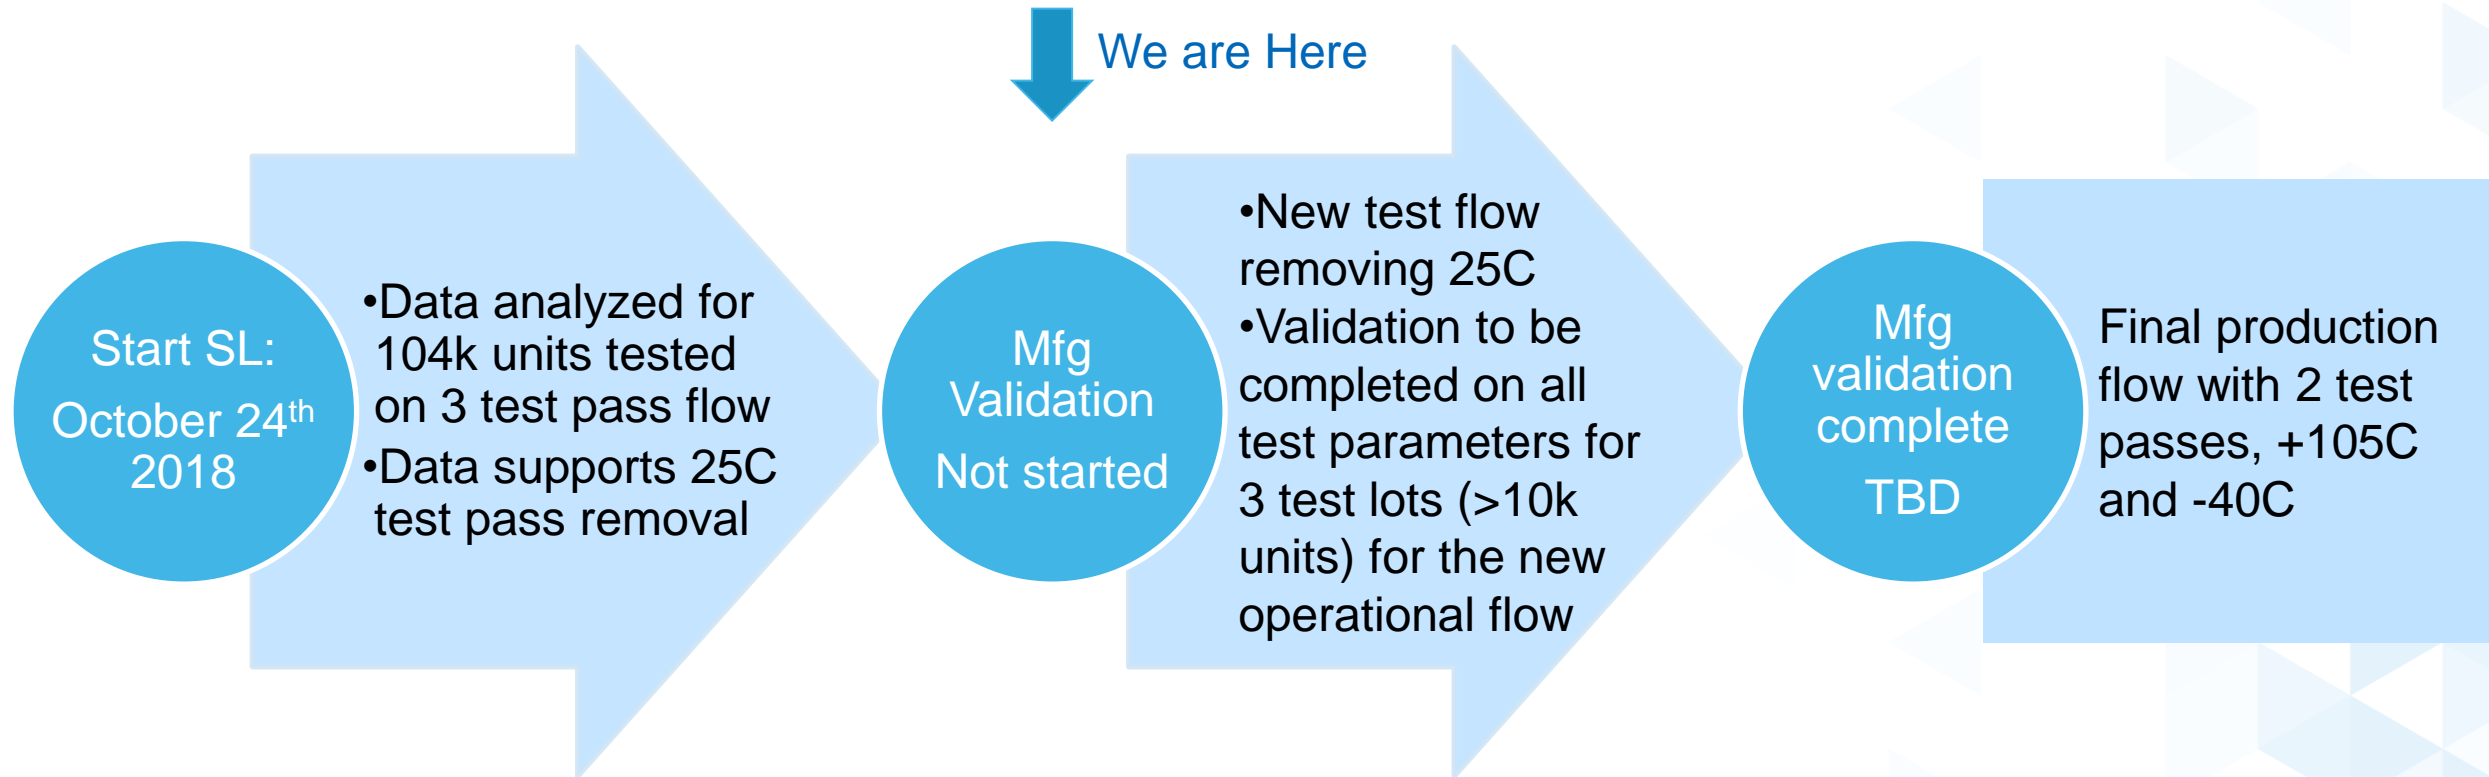 We are Here
Start SL:
October 24th
2018
•Data analyzed for
104k units tested
on 3 test pass flow
•Data supports 25C
test pass removal
Mfg
Validation
Not started
•New test flow
removing 25C
•Validation to be
completed on all
test parameters for
3 test lots (>10k
units) for the new
operational flow
Mfg
validation
complete
TBD
Final production
flow with 2 test
passes, +105C
and -40C